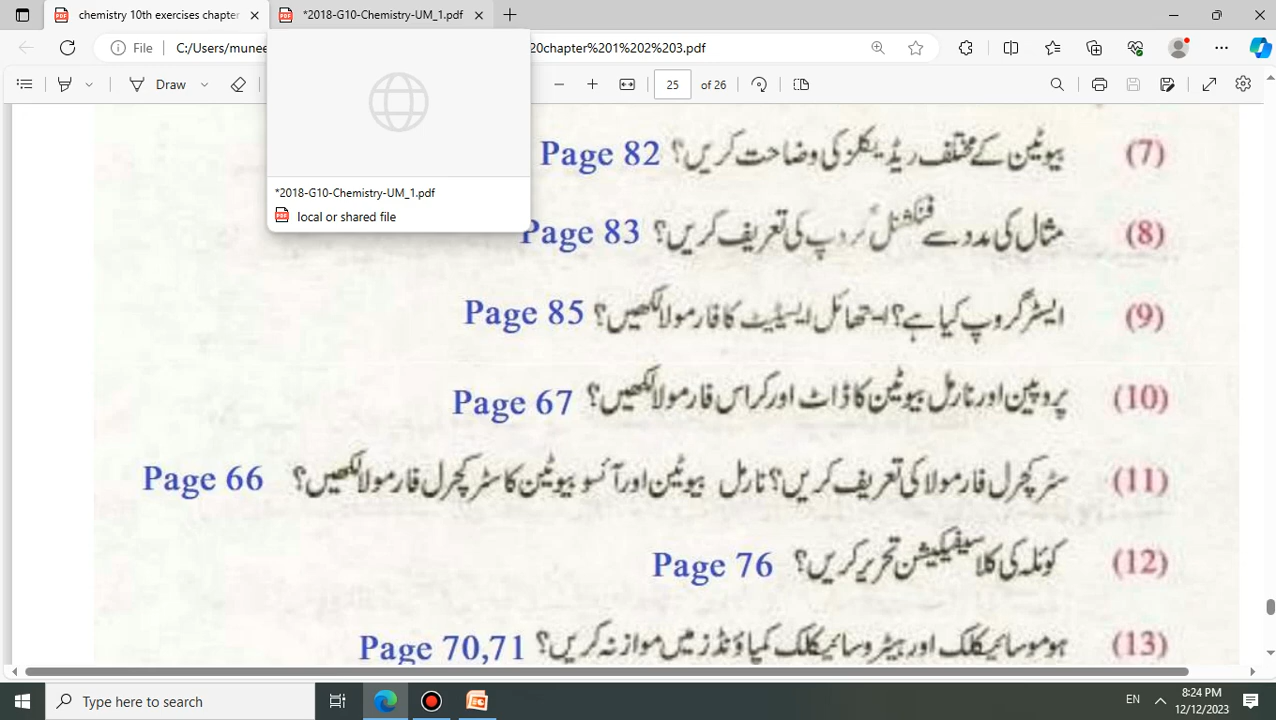 chemistry 10th exercises chapter
*2018-G10-Chemistry-UM_1.pdf
File
C:/Users/munee
20chapter%201%202%203.pdf
Draw
25 of 26
*2018-G10-Chemistry-UM_1.pdf
local or shared file
(7) بیوٹین کے مختلف ریڈیکلز کی وضاحت کریں؟ Page 82
(8) مثال کی مدد سے فنکشنل گروپ کی تعریف کریں؟ Page 83
(9) ایسٹر گروپ کیا ہے؟ ایتھائل ایسیٹیٹ کا فارمولا لکھیں؟ Page 85
(10) پروپین اور نارمل بیوٹین کا ڈاٹ اور کراس فارمولا لکھیں؟ Page 67
(11) سٹرکچرل فارمولا کی تعریف کریں؟ نارمل بیوٹین اور آئسو بیوٹین کا سٹرکچرل فارمولا لکھیں؟ Page 66
(12) کوئلہ کی کلاسیفیکیشن تحریر کریں؟ Page 76
(13) ہوموسائیکلک اور ہیٹروسائیکلک کمپاؤنڈز میں موازنہ کریں؟ Page 70,71
Type here to search
EN
8:24 PM
12/12/2023